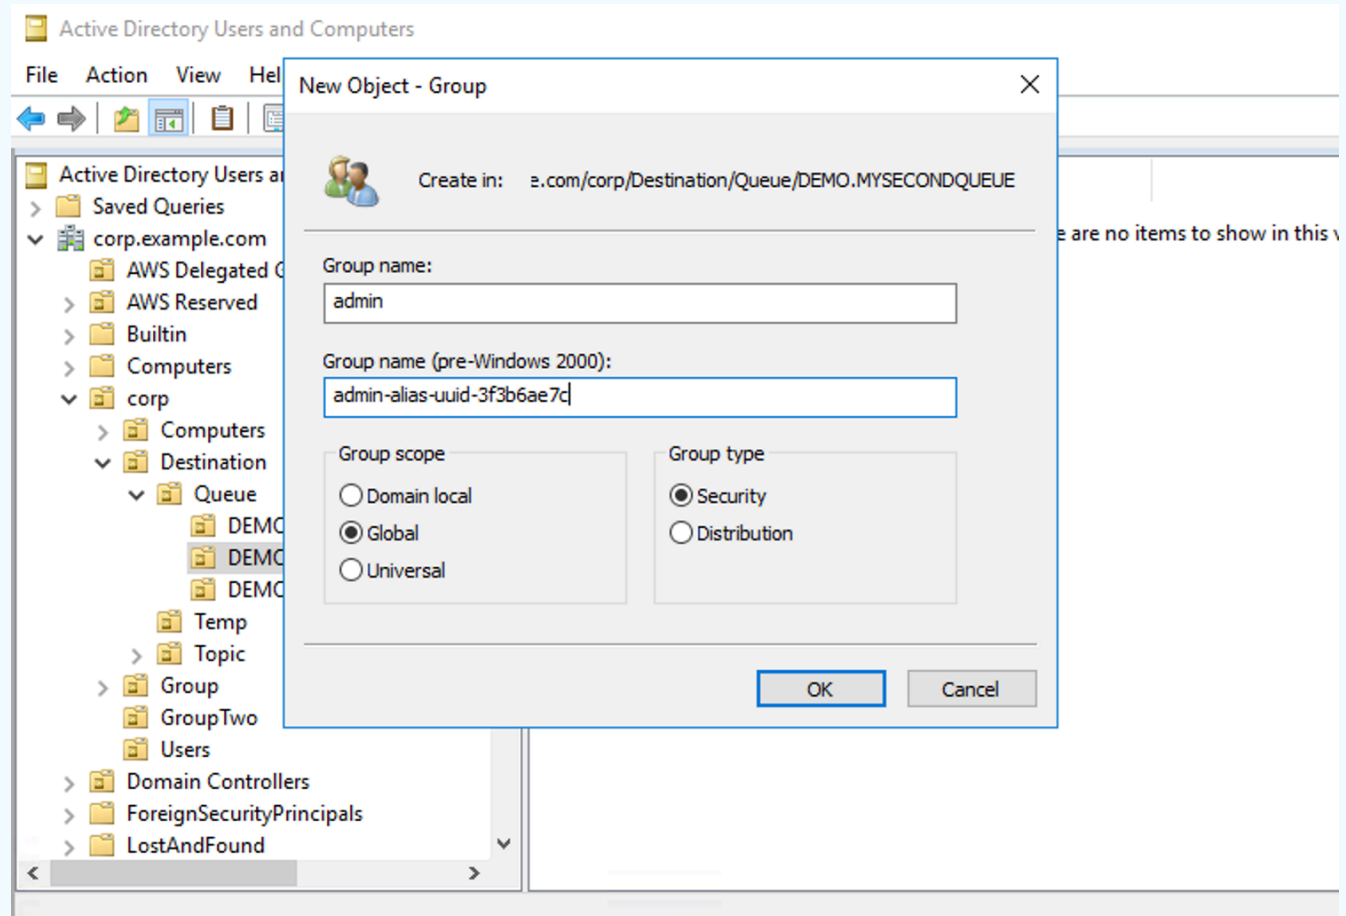 Active Directory Users and Computers
File Action View Hel
New Object - Group
Create in: e.com/corp/Destination/Queue/DEMO.MYSECONDQUEUE
Active Directory Users a
Saved Queries
corp.example.com
AWS Delegated
AWS Reserved
Builtin
Computers
corp
Computers
Destination
Queue
DEMO
DEMO
DEMO
Temp
Topic
Group
GroupTwo
Users
Domain Controllers
ForeignSecurityPrincipals
LostAndFound
Group name:
admin
Group name (pre-Windows 2000):
admin-alias-uuid-3f3b6ae7c
Group scope
Domain local
Global
Universal
Group type
Security
Distribution
OK Cancel
e are no items to show in this